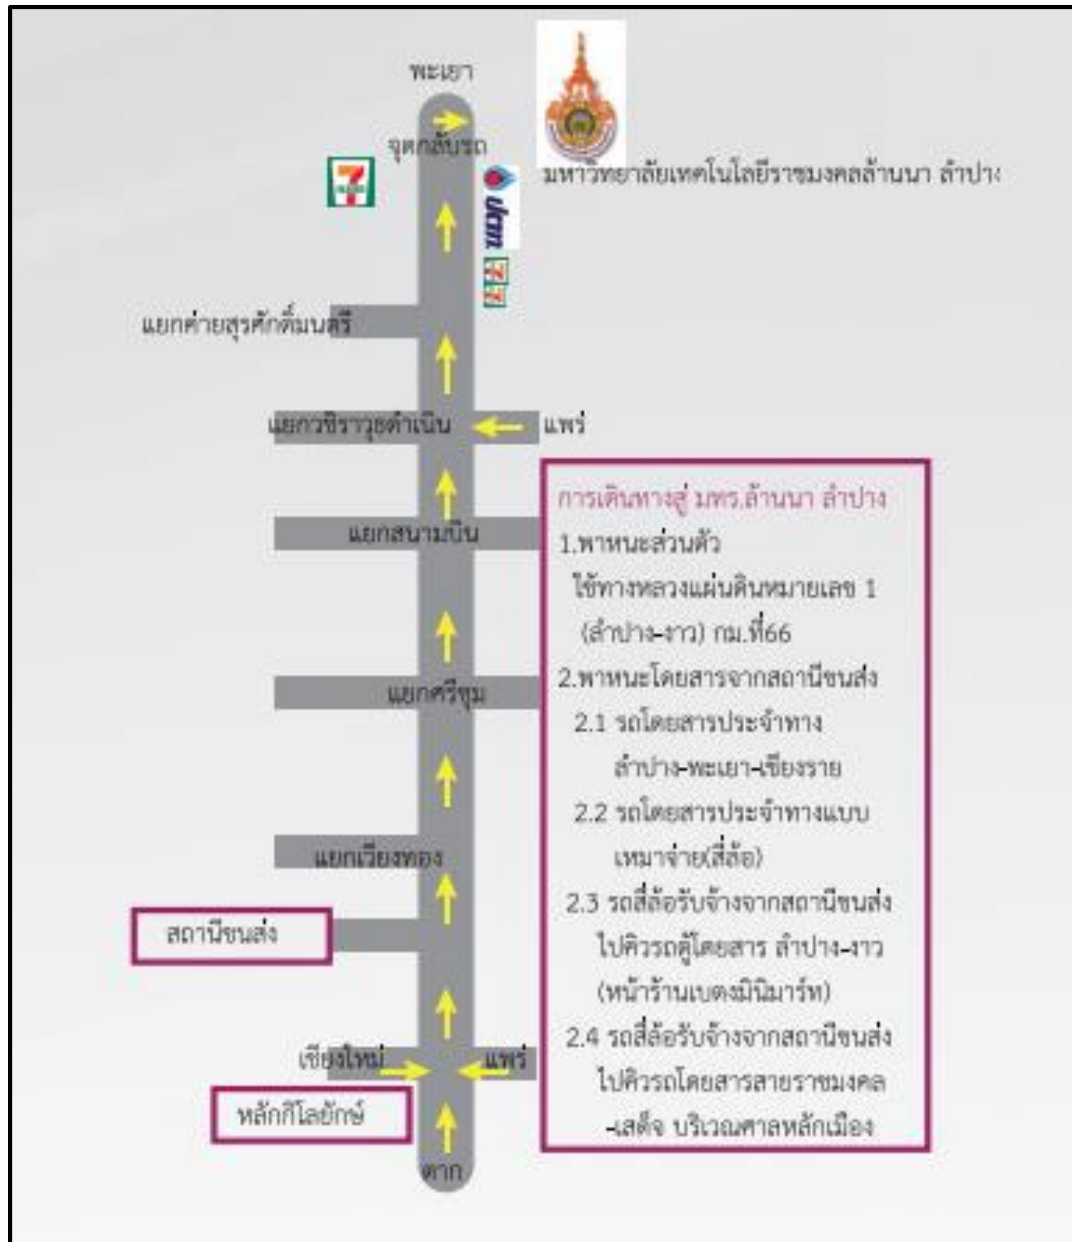 พะเยา
จุดกลับรถ
มหาวิทยาลัยเทคโนโลยีราชมงคลล้านนา ลำปาง
7
ปตท
7
7
แยกค่ายสุรศักดิ์มนตรี
แยกวชิราวุธดำเนิน
แพร่
แยกสนามบิน
แยกศรีชุม
แยกเวียงทอง
สถานีขนส่ง
เชียงใหม่
แพร่
หลักกิโลยักษ์
ตาก
การเดินทางสู่ มทร.ล้านนา ลำปาง
1.พาหนะส่วนตัว
ใช้ทางหลวงแผ่นดินหมายเลข 1
(ลำปาง-งาว) กม.ที่66
2.พาหนะโดยสารจากสถานีขนส่ง
2.1 รถโดยสารประจำทาง
ลำปาง-พะเยา-เชียงราย
2.2 รถโดยสารประจำทางแบบ
เหมาจ่าย(สี่ล้อ)
2.3 รถสี่ล้อรับจ้างจากสถานีขนส่ง
ไปคิวรถตู้โดยสาร ลำปาง-งาว
(หน้าร้านเบตงมินิมาร์ท)
2.4 รถสี่ล้อรับจ้างจากสถานีขนส่ง
ไปคิวรถโดยสารสายราชมงคล
-เสด็จ บริเวณศาลหลักเมือง